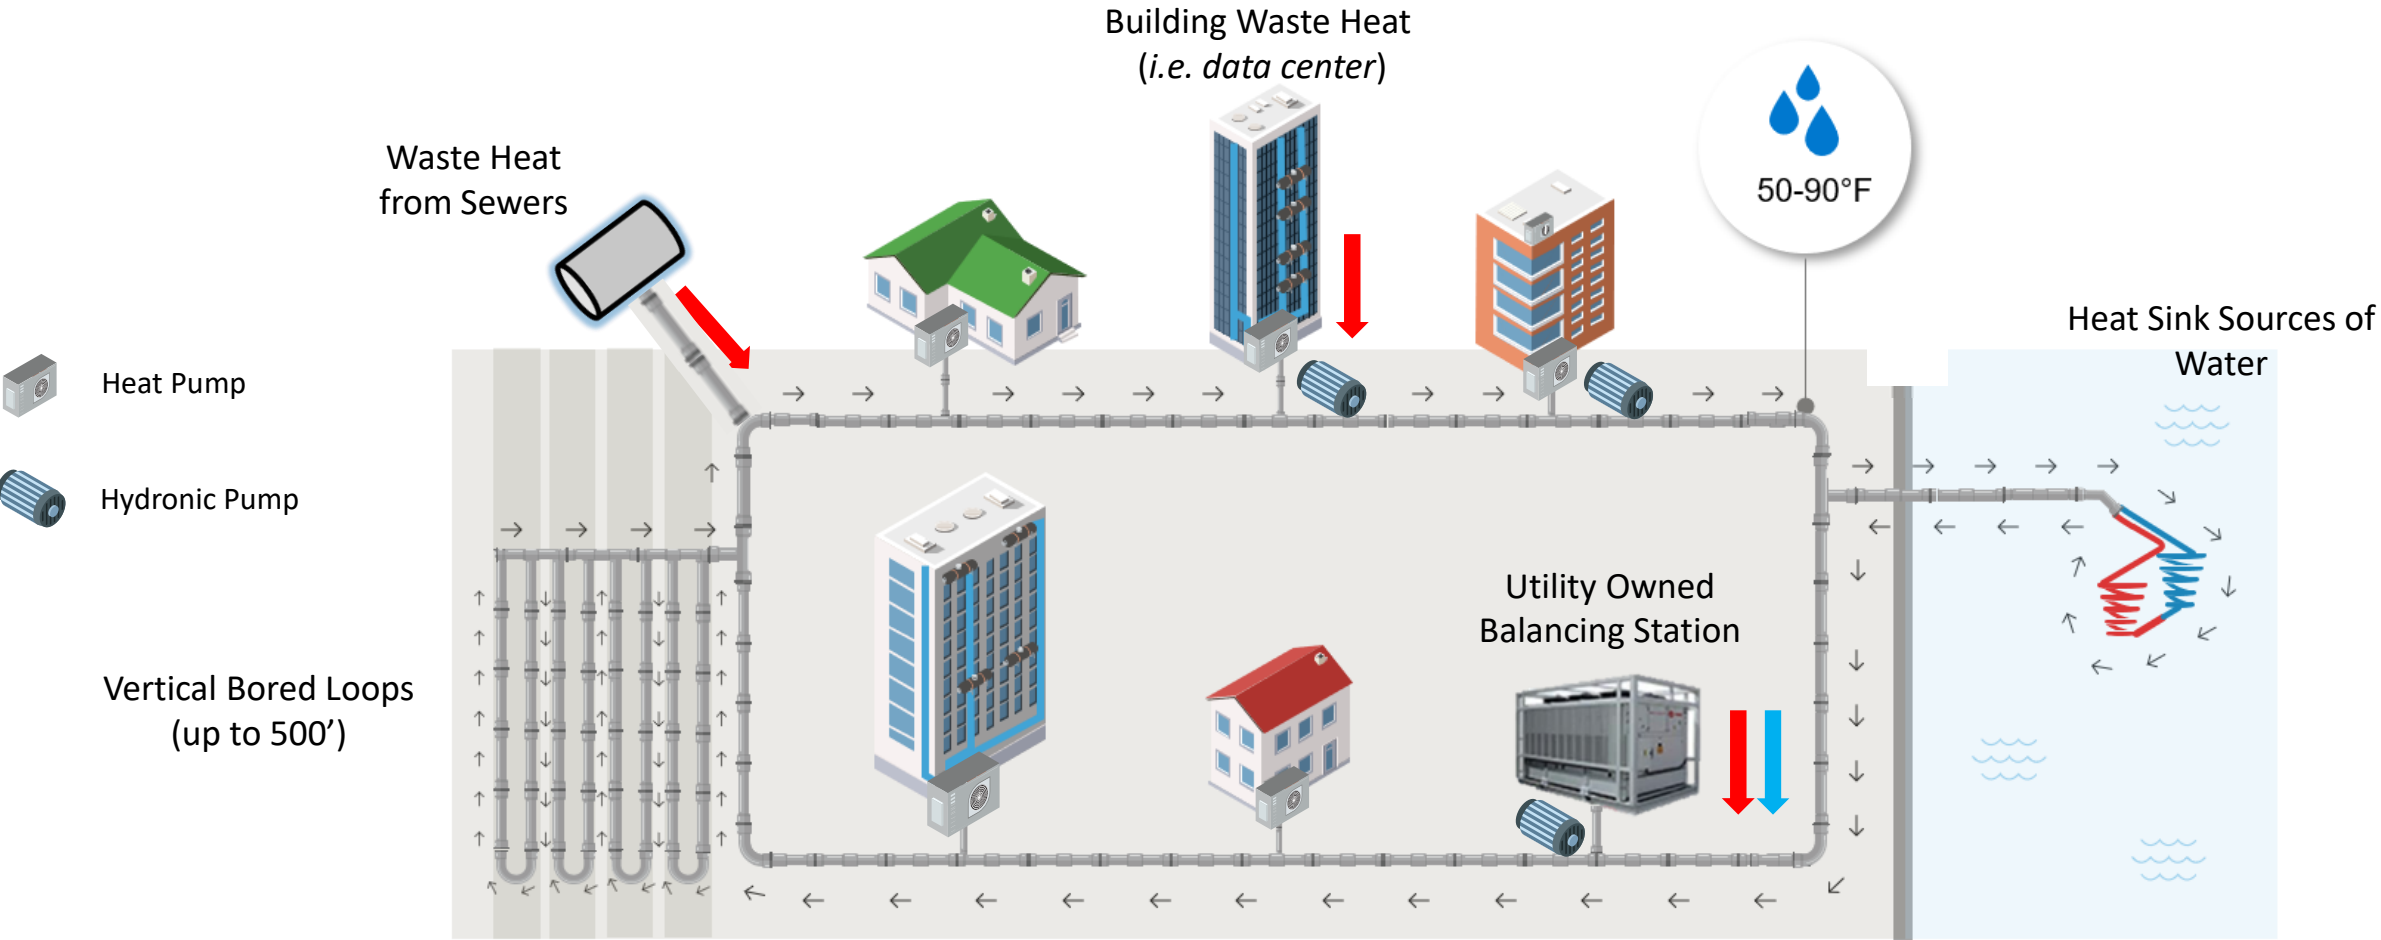 Building Waste Heat
(i.e. data center)
Waste Heat
from Sewers
50-90°F
Heat Sink Sources of
Water
Heat Pump
Hydronic Pump
Utility Owned
Balancing Station
Vertical Bored Loops
(up to 500’)